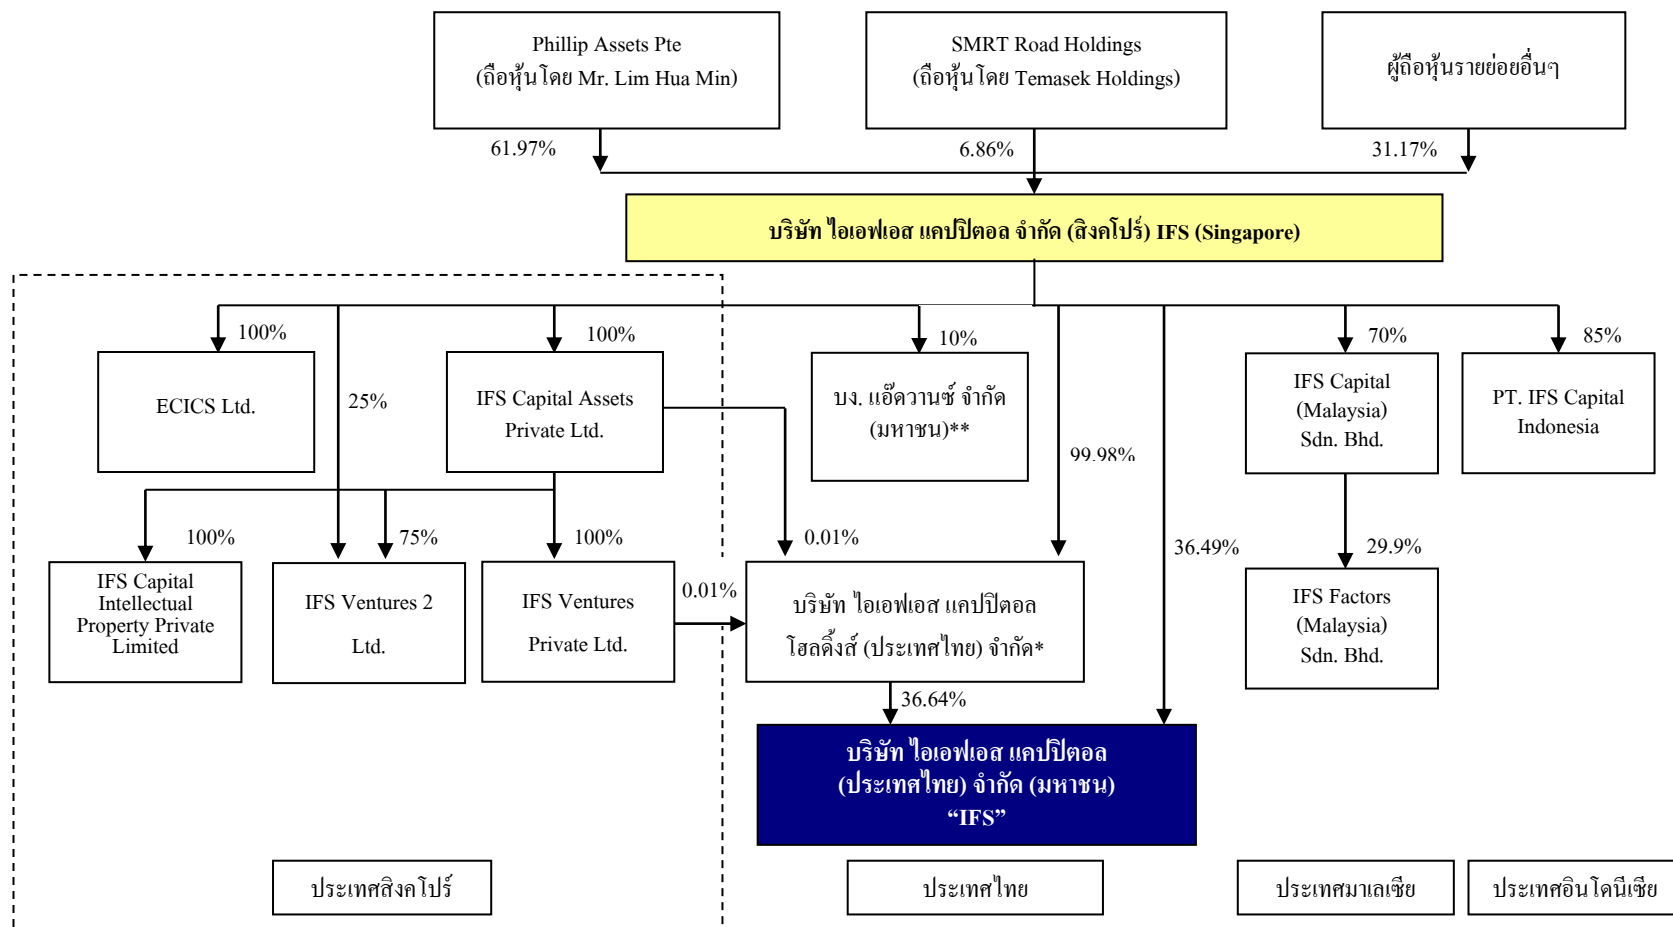 Phillip Assets Pte
(ถือหุ้นโดย Mr. Lim Hua Min)
SMRT Road Holdings
(ถือหุ้นโดย Temasek Holdings)
ผู้ถือหุ้นรายย่อยอื่นๆ
61.97%
6.86%
31.17%
บริษัท ไอเอฟเอส แคปปิตอล จำกัด (สิงคโปร์) IFS (Singapore)
100%
100%
10%
70%
85%
ECICS Ltd.
25%
IFS Capital Assets
Private Ltd.
บง. แอ๊ดวานซ์ จำกัด
(มหาชน)**
99.98%
IFS Capital
(Malaysia)
Sdn. Bhd.
PT. IFS Capital
Indonesia
100%
75%
100%
0.01%
36.49%
29.9%
IFS Capital
Intellectual
Property Private
Limited
IFS Ventures 2
Ltd.
IFS Ventures
Private Ltd.
0.01%
บริษัท ไอเอฟเอส แคปปิตอล
โฮลดิ้งส์ (ประเทศไทย) จำกัด*
IFS Factors
(Malaysia)
Sdn. Bhd.
36.64%
บริษัท ไอเอฟเอส แคปปิตอล
(ประเทศไทย) จำกัด (มหาชน)
“IFS”
ประเทศสิงคโปร์
ประเทศไทย
ประเทศมาเลเซีย
ประเทศอินโดนีเซีย